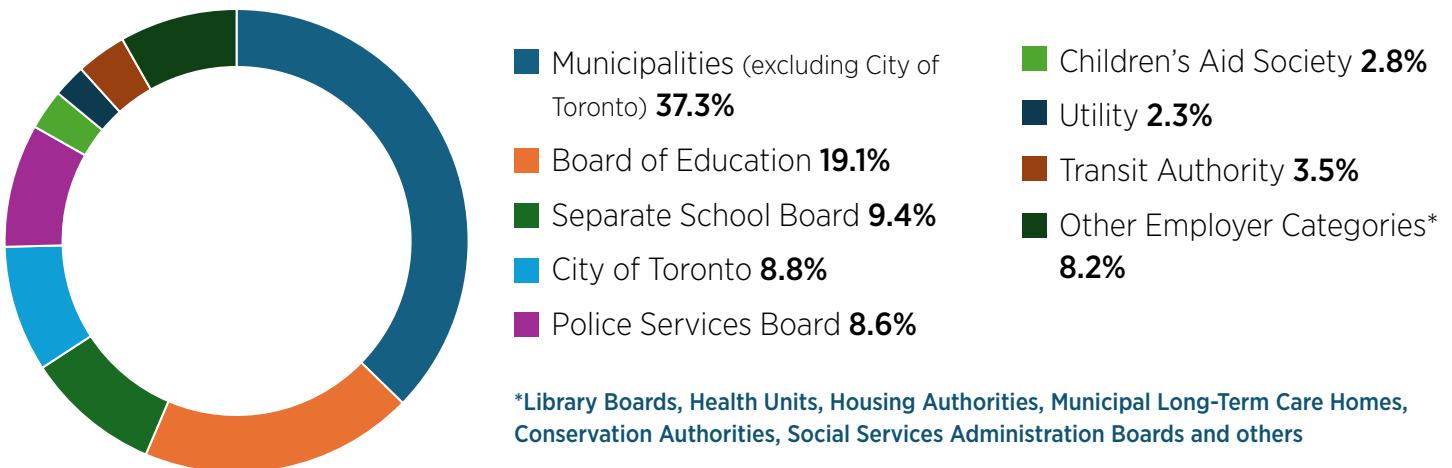 Municipalities (excluding City of
Toronto) 37.3%
Board of Education 19.1%
Separate School Board 9.4%
City of Toronto 8.8%
Police Services Board 8.6%
Children’s Aid Society 2.8%
Utility 2.3%
Transit Authority 3.5%
Other Employer Categories*
8.2%
*Library Boards, Health Units, Housing Authorities, Municipal Long-Term Care Homes,
Conservation Authorities, Social Services Administration Boards and others